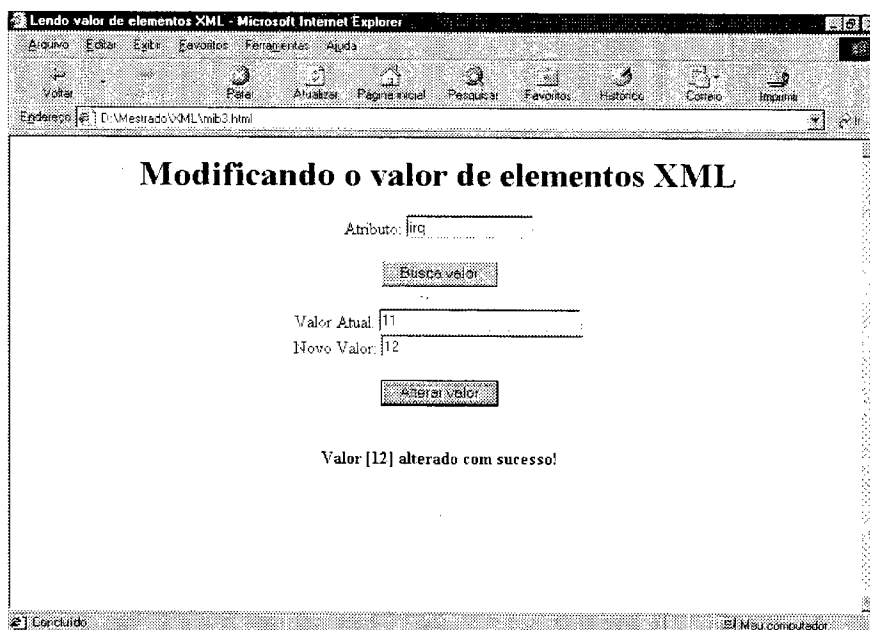 Lendo valor de elementos XML - Microsoft Internet Explorer
Arquivo Editar Exibir Favoritos Ferramentas Ajuda
Voltar Parar Atualizar Página inicial Pesquisar Favoritos Histórico Correio Imprimir
Endereço D:\Mestrado\XML\mib3.html Ir
Modificando o valor de elementos XML
Atributo: irq
Busca valor
Valor Atual: 11
Novo Valor: 12
Alterar valor
Valor [12] alterado com sucesso!
Concluído Meu computador